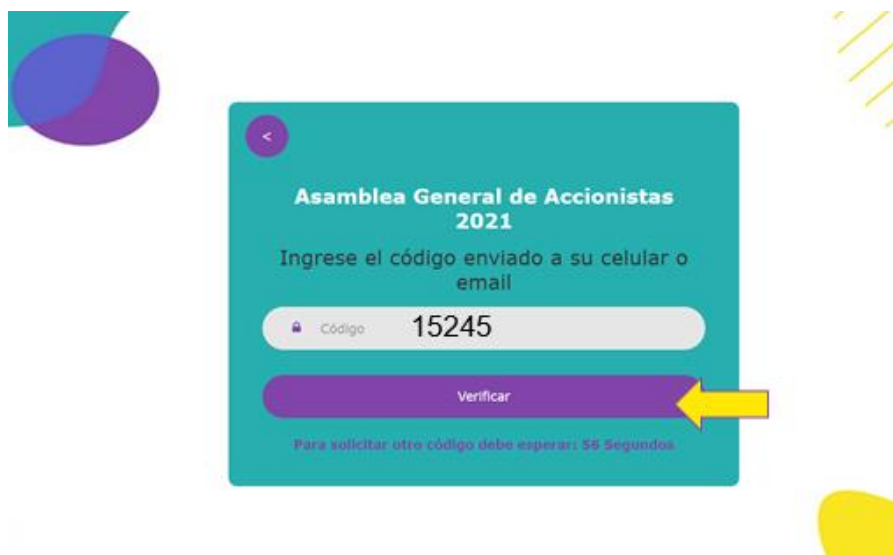 <
Asamblea General de Accionistas
2021
Ingrese el código enviado a su celular o
email
Código 15245
Verificar
Para solicitar otro código debe esperar: 56 Segundos